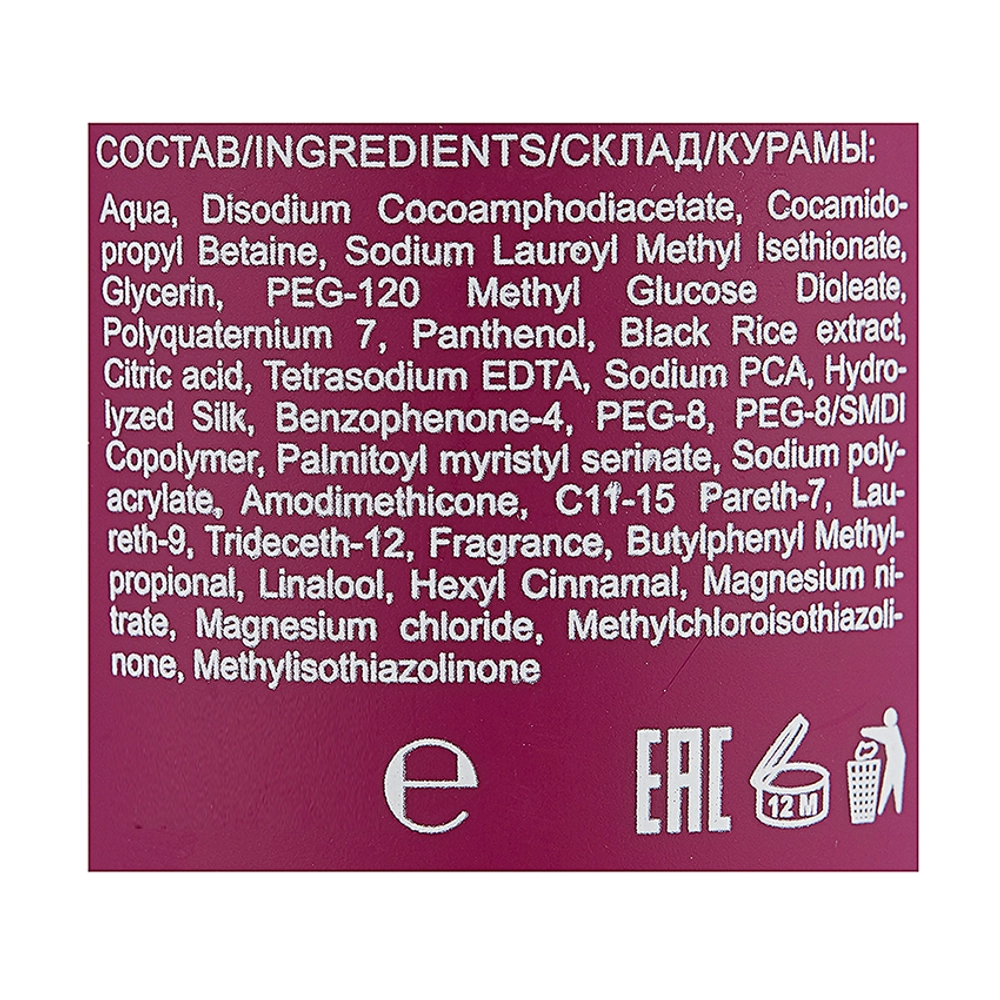 СОСТАВ/INGREDIENTS/СКЛАД/КУРАМЫ:
Aqua, Disodium Cocoamphodiacetate, Cocamido-
propyl Betaine, Sodium Lauroyl Methyl Isethionate,
Glycerin, PEG-120 Methyl Glucose Dioleate,
Polyquaternium 7, Panthenol, Black Rice extract,
Citric acid, Tetrasodium EDTA, Sodium PCA, Hydro-
lyzed Silk, Benzophenone-4, PEG-8, PEG-8/SMDI
Copolymer, Palmitoyl myristyl serinate, Sodium poly-
acrylate, Amodimethicone, C11-15 Pareth-7, Lau-
reth-9, Trideceth-12, Fragrance, Butylphenyl Methyl-
propional, Linalool, Hexyl Cinnamal, Magnesium ni-
trate, Magnesium chloride, Methylchloroisothiazoli-
none, Methylisothiazolinone
e EAC 12 M